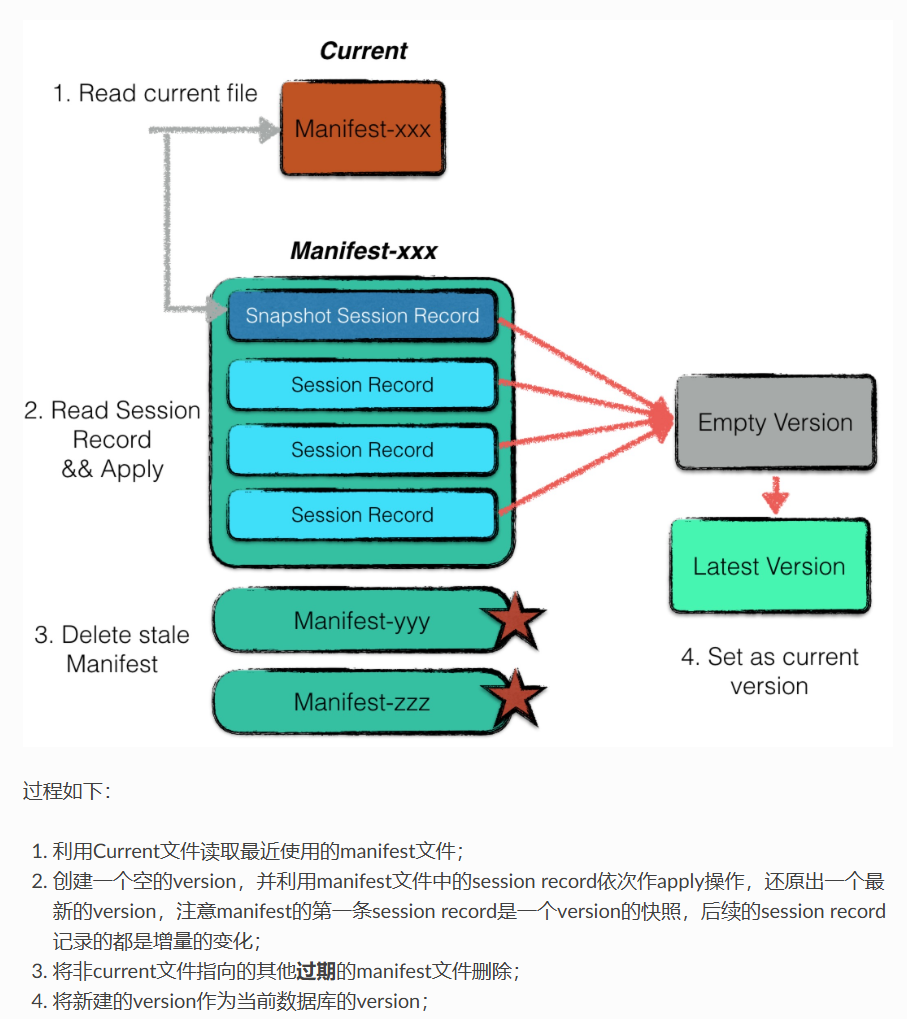 Current
1. Read current file
Manifest-xxx
Manifest-xxx
Snapshot Session Record
Session Record
Session Record
Session Record
2. Read Session
Record
&& Apply
Empty Version
Latest Version
Manifest-yyy
3. Delete stale
Manifest
4. Set as current
version
Manifest-zzz
过程如下：
1. 利用Current文件读取最近使用的manifest文件；
2. 创建一个空的version，并利用manifest文件中的session record依次作apply操作，还原出一个最
新的version，注意manifest的第一条session record是一个version的快照，后续的session record
记录的都是增量的变化；
3. 将非current文件指向的其他过期的manifest文件删除；
4. 将新建的version作为当前数据库的version；